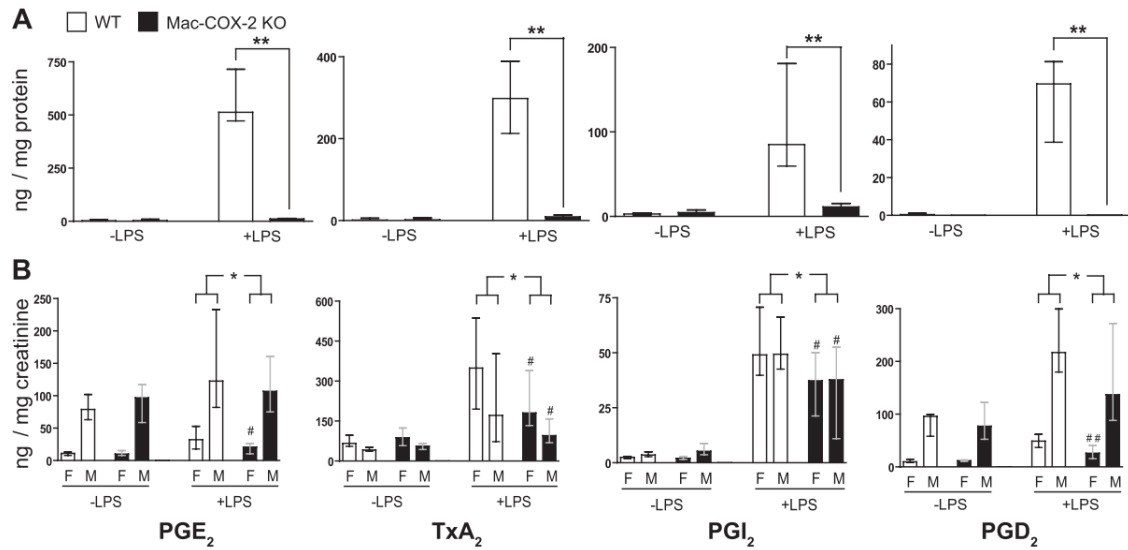 A WT Mac-COX-2 KO
ng / mg protein
750
500
250
0
**
-LPS +LPS
400
200
0
**
-LPS +LPS
200
100
0
**
-LPS +LPS
80
60
40
20
0
**
-LPS +LPS
B
ng / mg creatinine
250
200
150
100
50
0
*
#
F M F M F M F M
-LPS +LPS
PGE2
600
450
300
150
0
*
# #
F M F M F M F M
-LPS +LPS
TxA2
75
50
25
0
*
# #
F M F M F M F M
-LPS +LPS
PGI2
300
200
100
0
*
##
F M F M F M F M
-LPS +LPS
PGD2